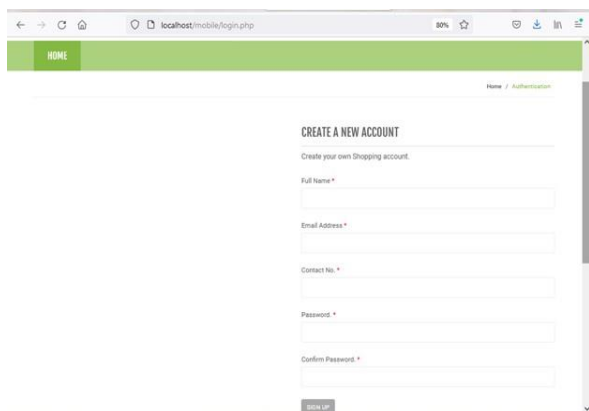 localhost/mobile/login.php
80%
HOME
Home / Authentication
CREATE A NEW ACCOUNT
Create your own Shopping account.
Full Name *
Email Address *
Contact No. *
Password. *
Confirm Password. *
SIGN UP